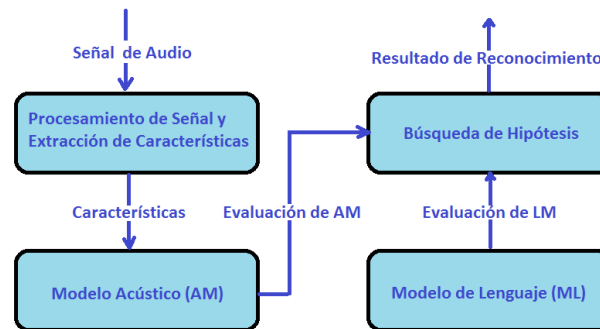 Señal de Audio
Resultado de Reconocimiento
Procesamiento de Señal y
Extracción de Características
Búsqueda de Hipótesis
Características
Evaluación de AM
Evaluación de LM
Modelo Acústico (AM)
Modelo de Lenguaje (ML)